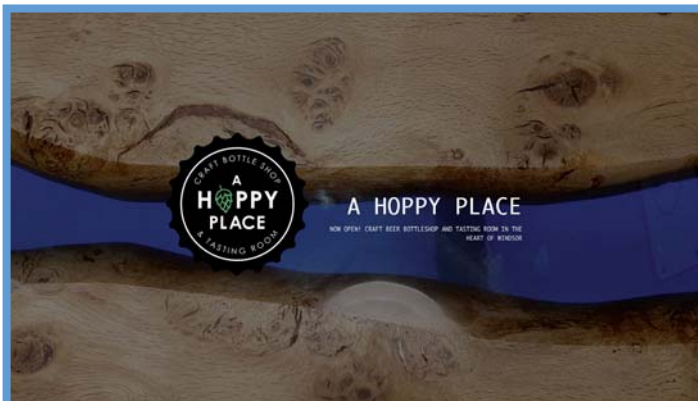 CRAFT BOTTLE SHOP
A
HOPPY
PLACE
& TASTING ROOM
A HOPPY PLACE
NOW OPEN! CRAFT BEER BOTTLESHOP AND TASTING ROOM IN THE
HEART OF WINDSOR